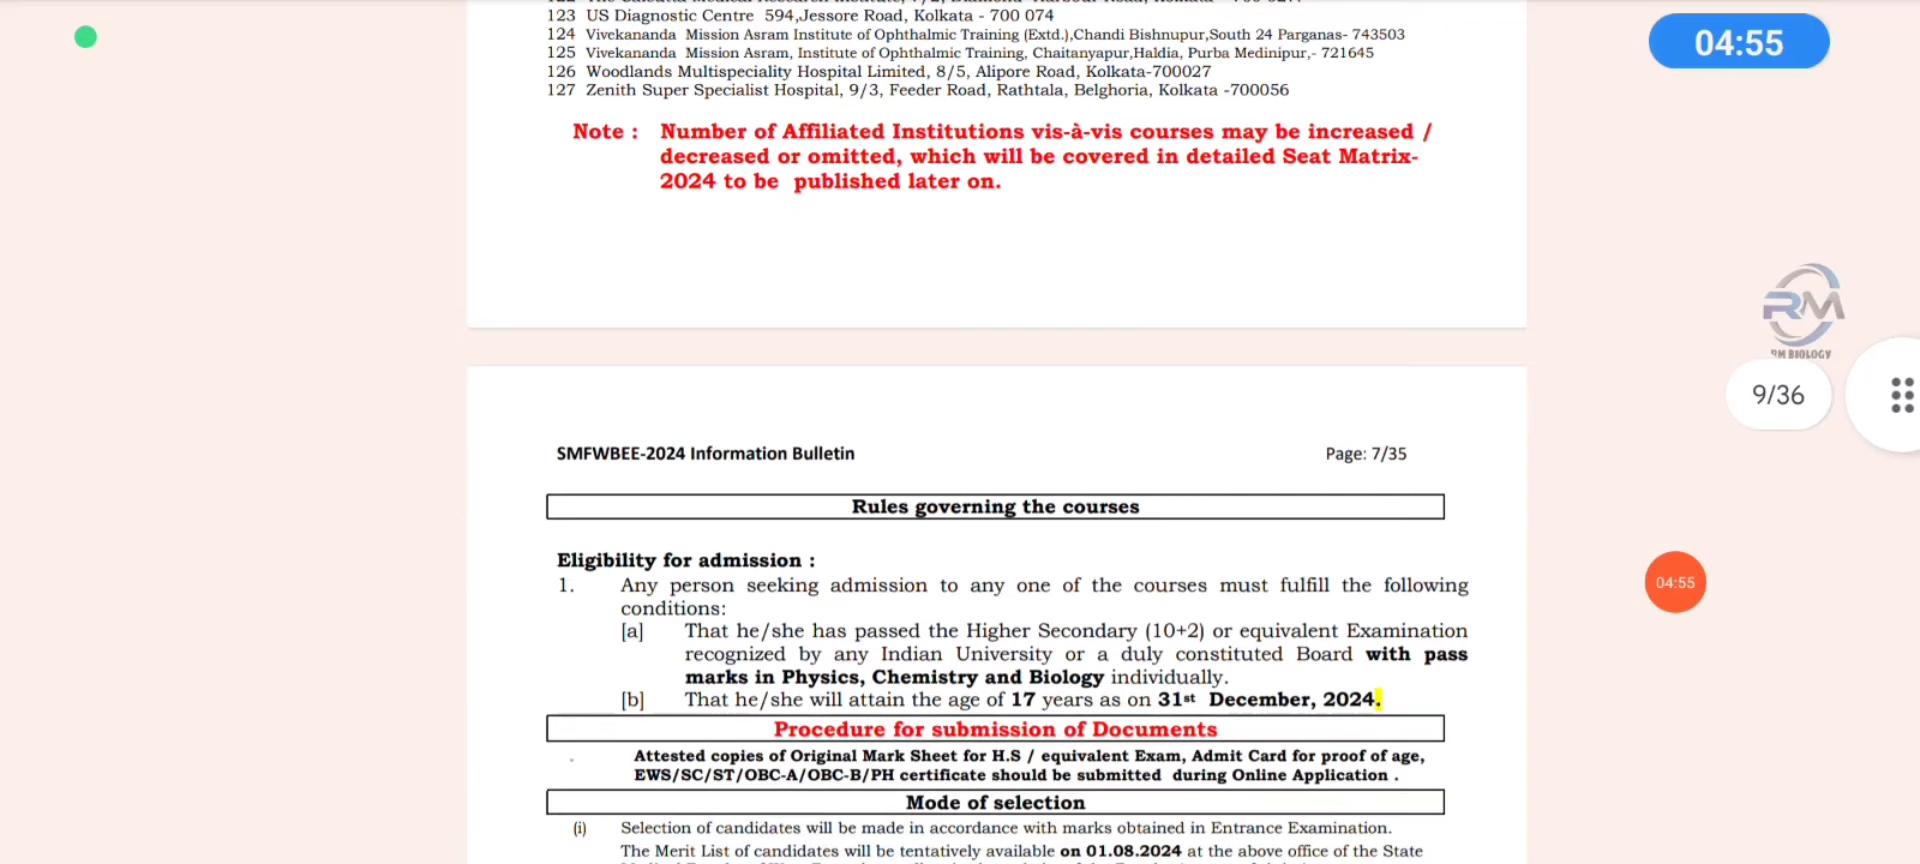 123 US Diagnostic Centre 594,Jessore Road, Kolkata - 700 074
124 Vivekananda Mission Asram Institute of Ophthalmic Training (Extd.),Chandi Bishnupur,South 24 Parganas- 743503
125 Vivekananda Mission Asram, Institute of Ophthalmic Training, Chaitanyapur,Haldia, Purba Medinipur,- 721645
126 Woodlands Multispeciality Hospital Limited, 8/5, Alipore Road, Kolkata-700027
127 Zenith Super Specialist Hospital, 9/3, Feeder Road, Rathtala, Belghoria, Kolkata -700056
Note : Number of Affiliated Institutions vis-à-vis courses may be increased /
decreased or omitted, which will be covered in detailed Seat Matrix-
2024 to be published later on.
04:55
RM
RM BIOLOGY
9/36
SMFWBEE-2024 Information Bulletin Page: 7/35
Rules governing the courses
Eligibility for admission :
1. Any person seeking admission to any one of the courses must fulfill the following
conditions:
[a] That he/she has passed the Higher Secondary (10+2) or equivalent Examination
recognized by any Indian University or a duly constituted Board with pass
marks in Physics, Chemistry and Biology individually.
[b] That he/she will attain the age of 17 years as on 31st December, 2024.
04:55
Procedure for submission of Documents
Attested copies of Original Mark Sheet for H.S / equivalent Exam, Admit Card for proof of age,
EWS/SC/ST/OBC-A/OBC-B/PH certificate should be submitted during Online Application .
Mode of selection
(i) Selection of candidates will be made in accordance with marks obtained in Entrance Examination.
The Merit List of candidates will be tentatively available on 01.08.2024 at the above office of the State